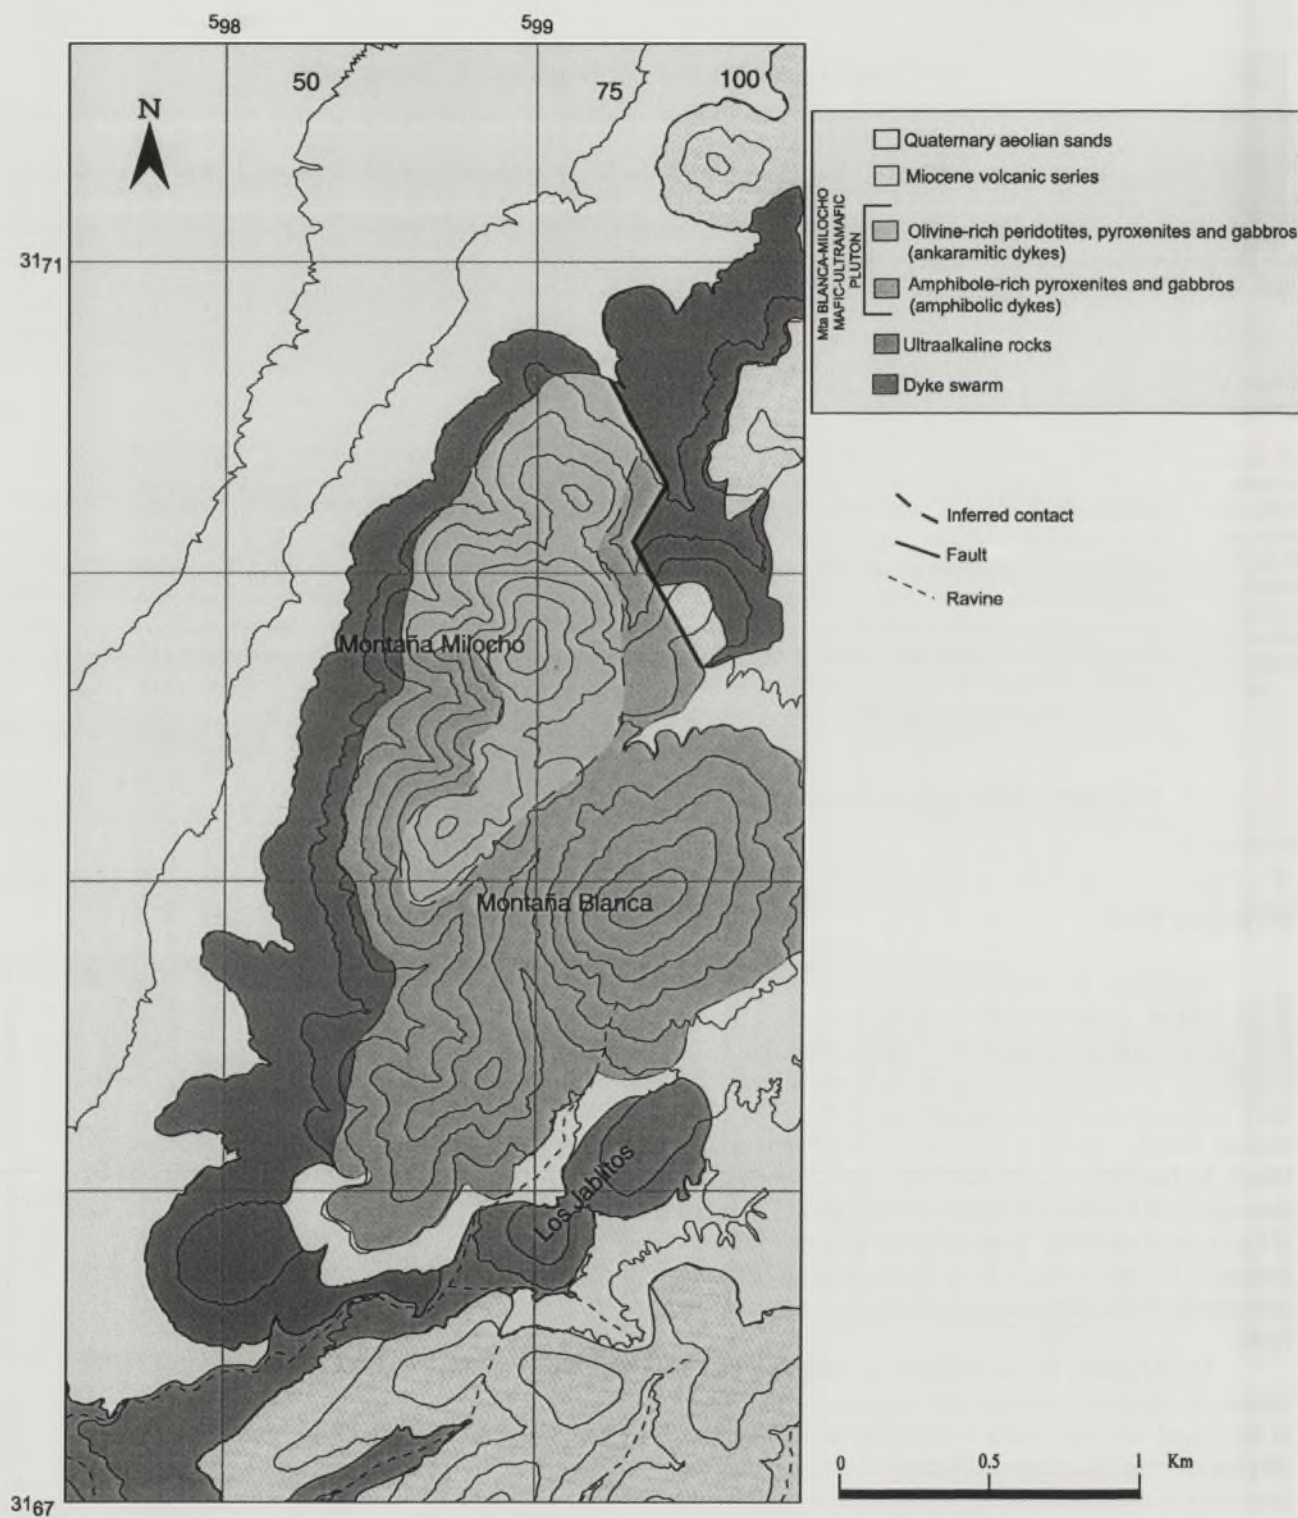 598
599
50
75
100
N
3171
3167
Quaternary aeolian sands
Miocene volcanic series
Mta BLANCA-MILOCHO
MAFIC-ULTRAMAFIC
PLUTON
Olivine-rich peridotites, pyroxenites and gabbros
(ankaramitic dykes)
Amphibole-rich pyroxenites and gabbros
(amphibolic dykes)
Ultraalkaline rocks
Dyke swarm
Inferred contact
Fault
Ravine
Montaña Milocho
Montaña Blanca
Los Jablitos
0 0.5 1 Km